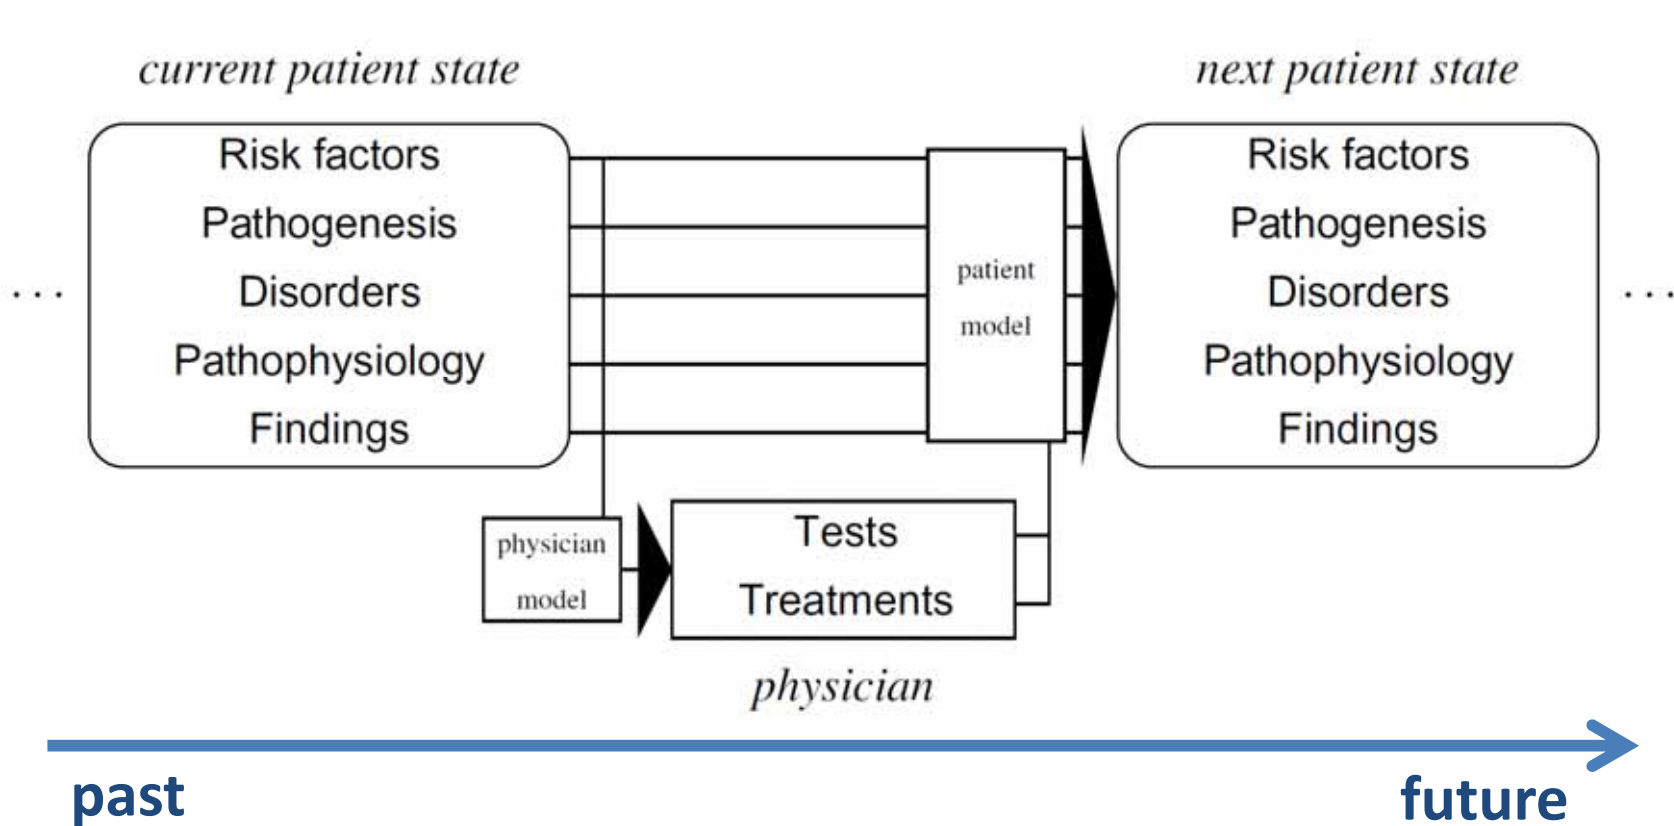 current patient state
next patient state
Risk factors
Pathogenesis
Disorders
Pathophysiology
Findings
patient
model
Risk factors
Pathogenesis
Disorders
Pathophysiology
Findings
...
...
physician
model
Tests
Treatments
physician
past
future